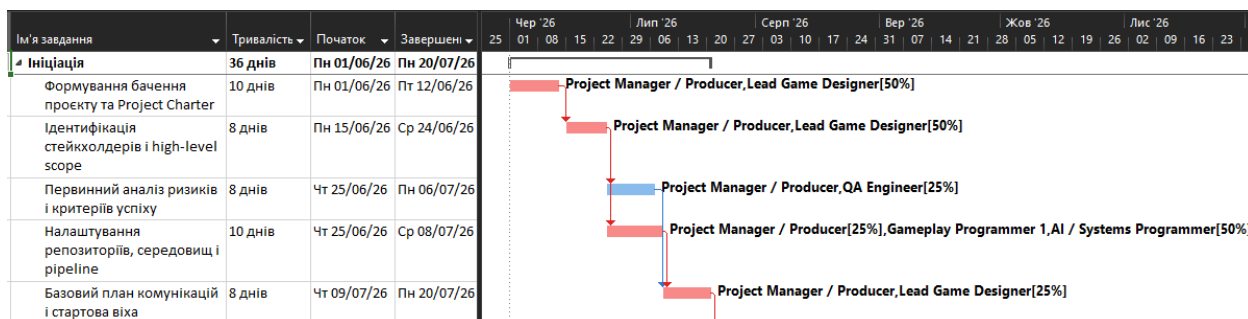 Чер '26 Лип '26 Серп '26 Вер '26 Жов '26 Лис '26
Ім'я завдання Тривалість Початок Завершені 25 01 08 15 22 29 06 13 20 27 03 10 17 24 31 07 14 21 28 05 12 19 26 02 09 16 23
Ініціація 36 днів Пн 01/06/26 Пн 20/07/26
Формування бачення 10 днів Пн 01/06/26 Пт 12/06/26 Project Manager / Producer,Lead Game Designer[50%]
проєкту та Project Charter
Ідентифікація 8 днів Пн 15/06/26 Ср 24/06/26 Project Manager / Producer,Lead Game Designer[50%]
стейкхолдерів і high-level
scope
Первинний аналіз ризиків 8 днів Чт 25/06/26 Пн 06/07/26 Project Manager / Producer,QA Engineer[25%]
і критеріїв успіху
Налаштування 10 днів Чт 25/06/26 Ср 08/07/26 Project Manager / Producer[25%],Gameplay Programmer 1,AI / Systems Programmer[50%
репозиторіїв, середовищ і
pipeline
Базовий план комунікацій 8 днів Чт 09/07/26 Пн 20/07/26 Project Manager / Producer,Lead Game Designer[25%]
і стартова віха